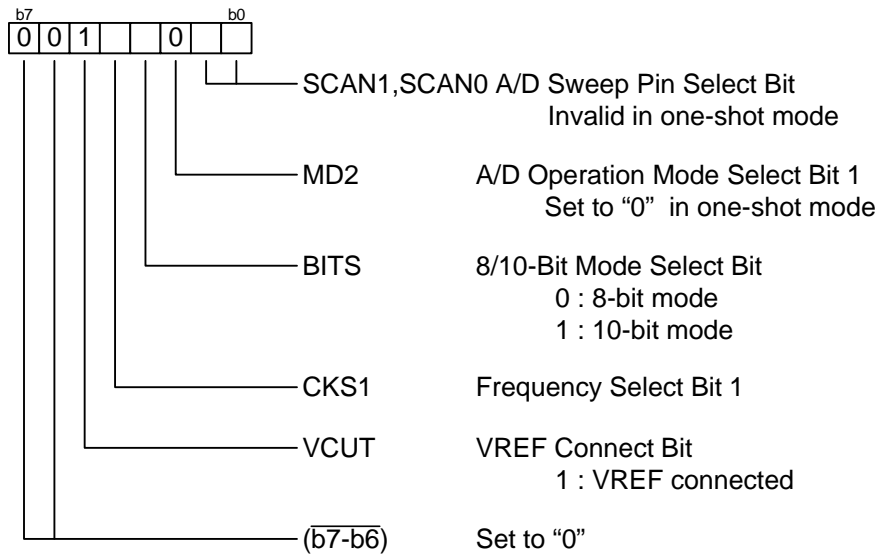 b7 b0
0 0 1 0
SCAN1,SCAN0 A/D Sweep Pin Select Bit
Invalid in one-shot mode
MD2 A/D Operation Mode Select Bit 1
Set to “0” in one-shot mode
BITS 8/10-Bit Mode Select Bit
0 : 8-bit mode
1 : 10-bit mode
CKS1 Frequency Select Bit 1
VCUT VREF Connect Bit
1 : VREF connected
(b7-b6) Set to “0”